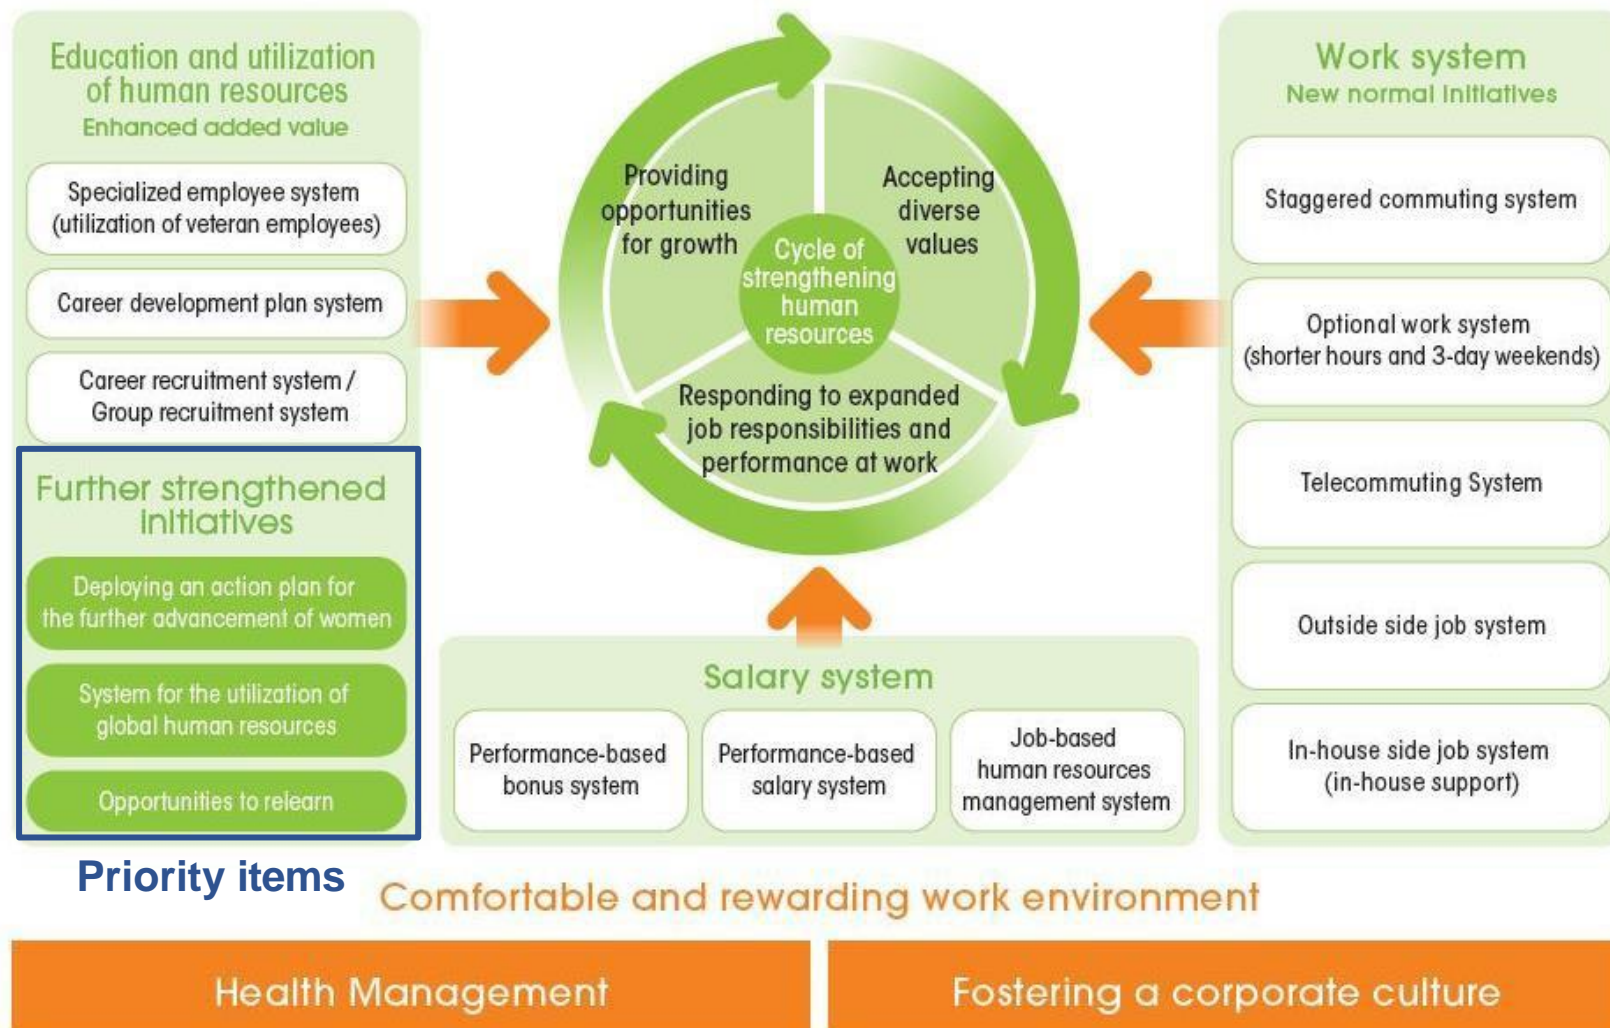 Education and utilization
of human resources
Enhanced added value
Specialized employee system
(utilization of veteran employees)
Career development plan system
Career recruitment system /
Group recruitment system
Further strengthened
initiatives
Deploying an action plan for
the further advancement of women
System for the utilization of
global human resources
Opportunities to relearn
Priority items
Providing
opportunities
for growth
Accepting
diverse
values
Cycle of
strengthening
human
resources
Responding to expanded
job responsibilities and
performance at work
Salary system
Performance-based
bonus system
Performance-based
salary system
Job-based
human resources
management system
Work system
New normal initiatives
Staggered commuting system
Optional work system
(shorter hours and 3-day weekends)
Telecommuting System
Outside side job system
In-house side job system
(in-house support)
Comfortable and rewarding work environment
Health Management
Fostering a corporate culture